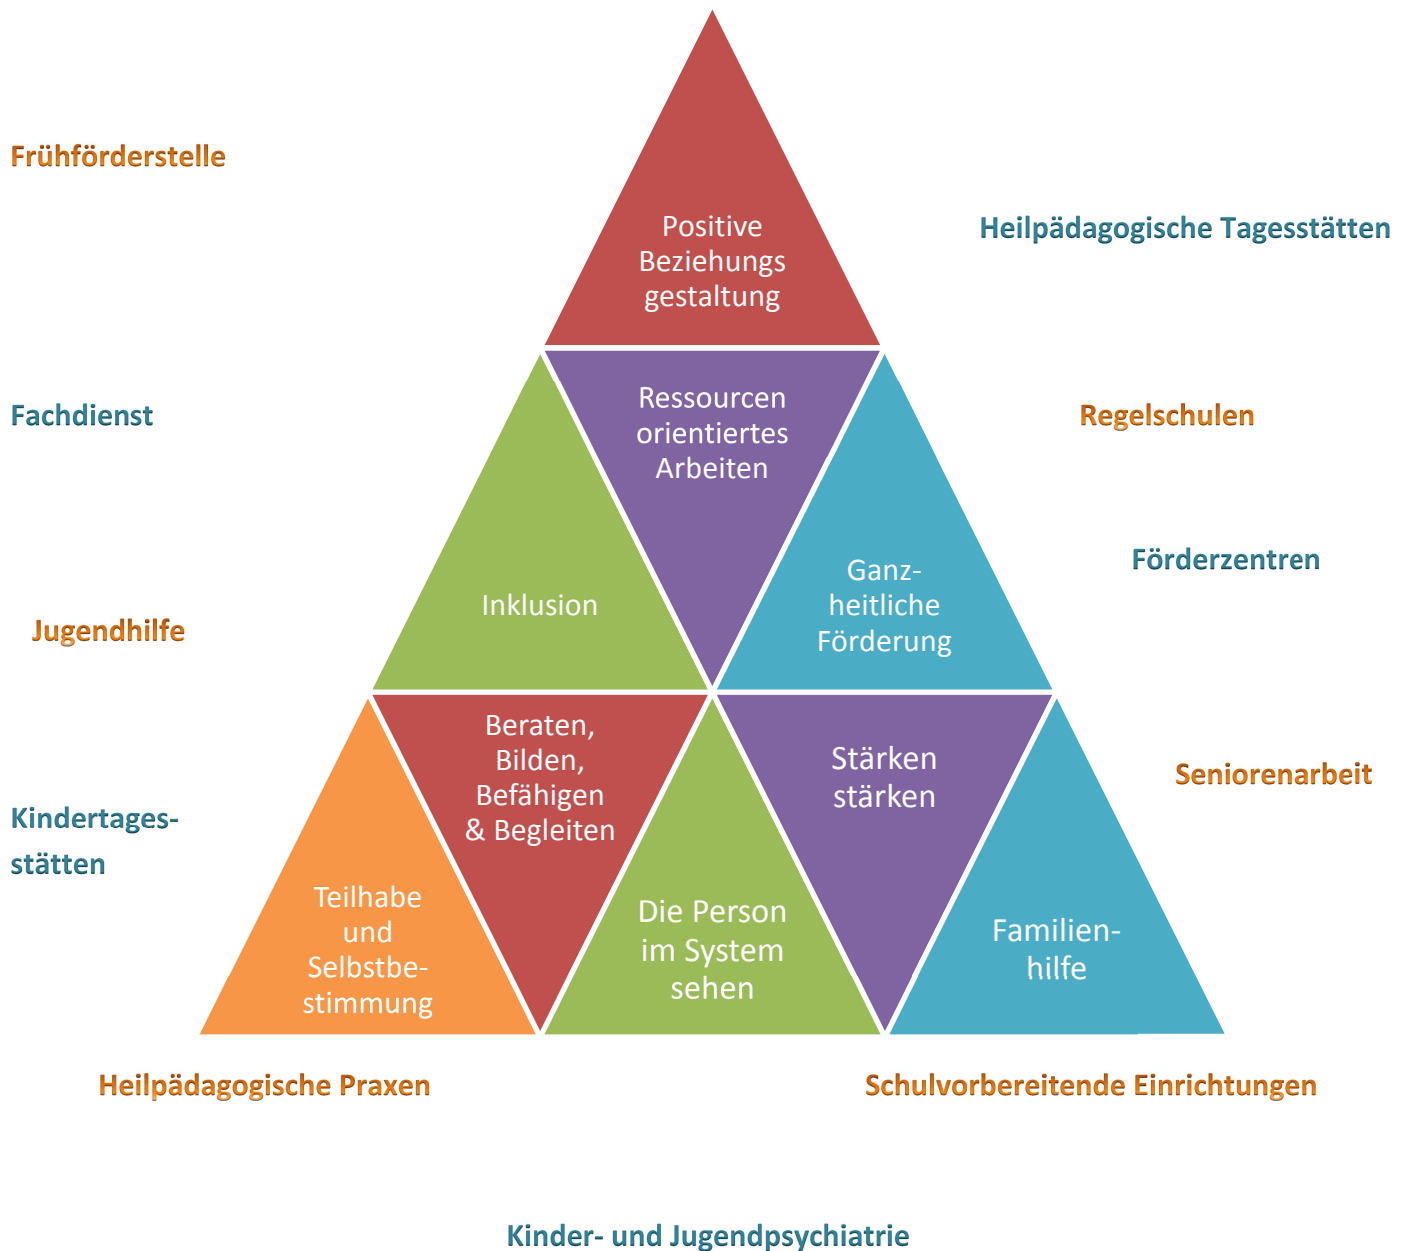 Frühförderstelle
Heilpädagogische Tagesstätten
Positive
Beziehungs
gestaltung
Fachdienst
Ressourcen
orientiertes
Arbeiten
Regelschulen
Förderzentren
Inklusion
Ganz-
heitliche
Förderung
Jugendhilfe
Beraten,
Bilden,
Befähigen
& Begleiten
Stärken
stärken
Seniorenarbeit
Kindertages-
stätten
Teilhabe
und
Selbstbe-
stimmung
Die Person
im System
sehen
Familien-
hilfe
Heilpädagogische Praxen
Schulvorbereitende Einrichtungen
Kinder- und Jugendpsychiatrie